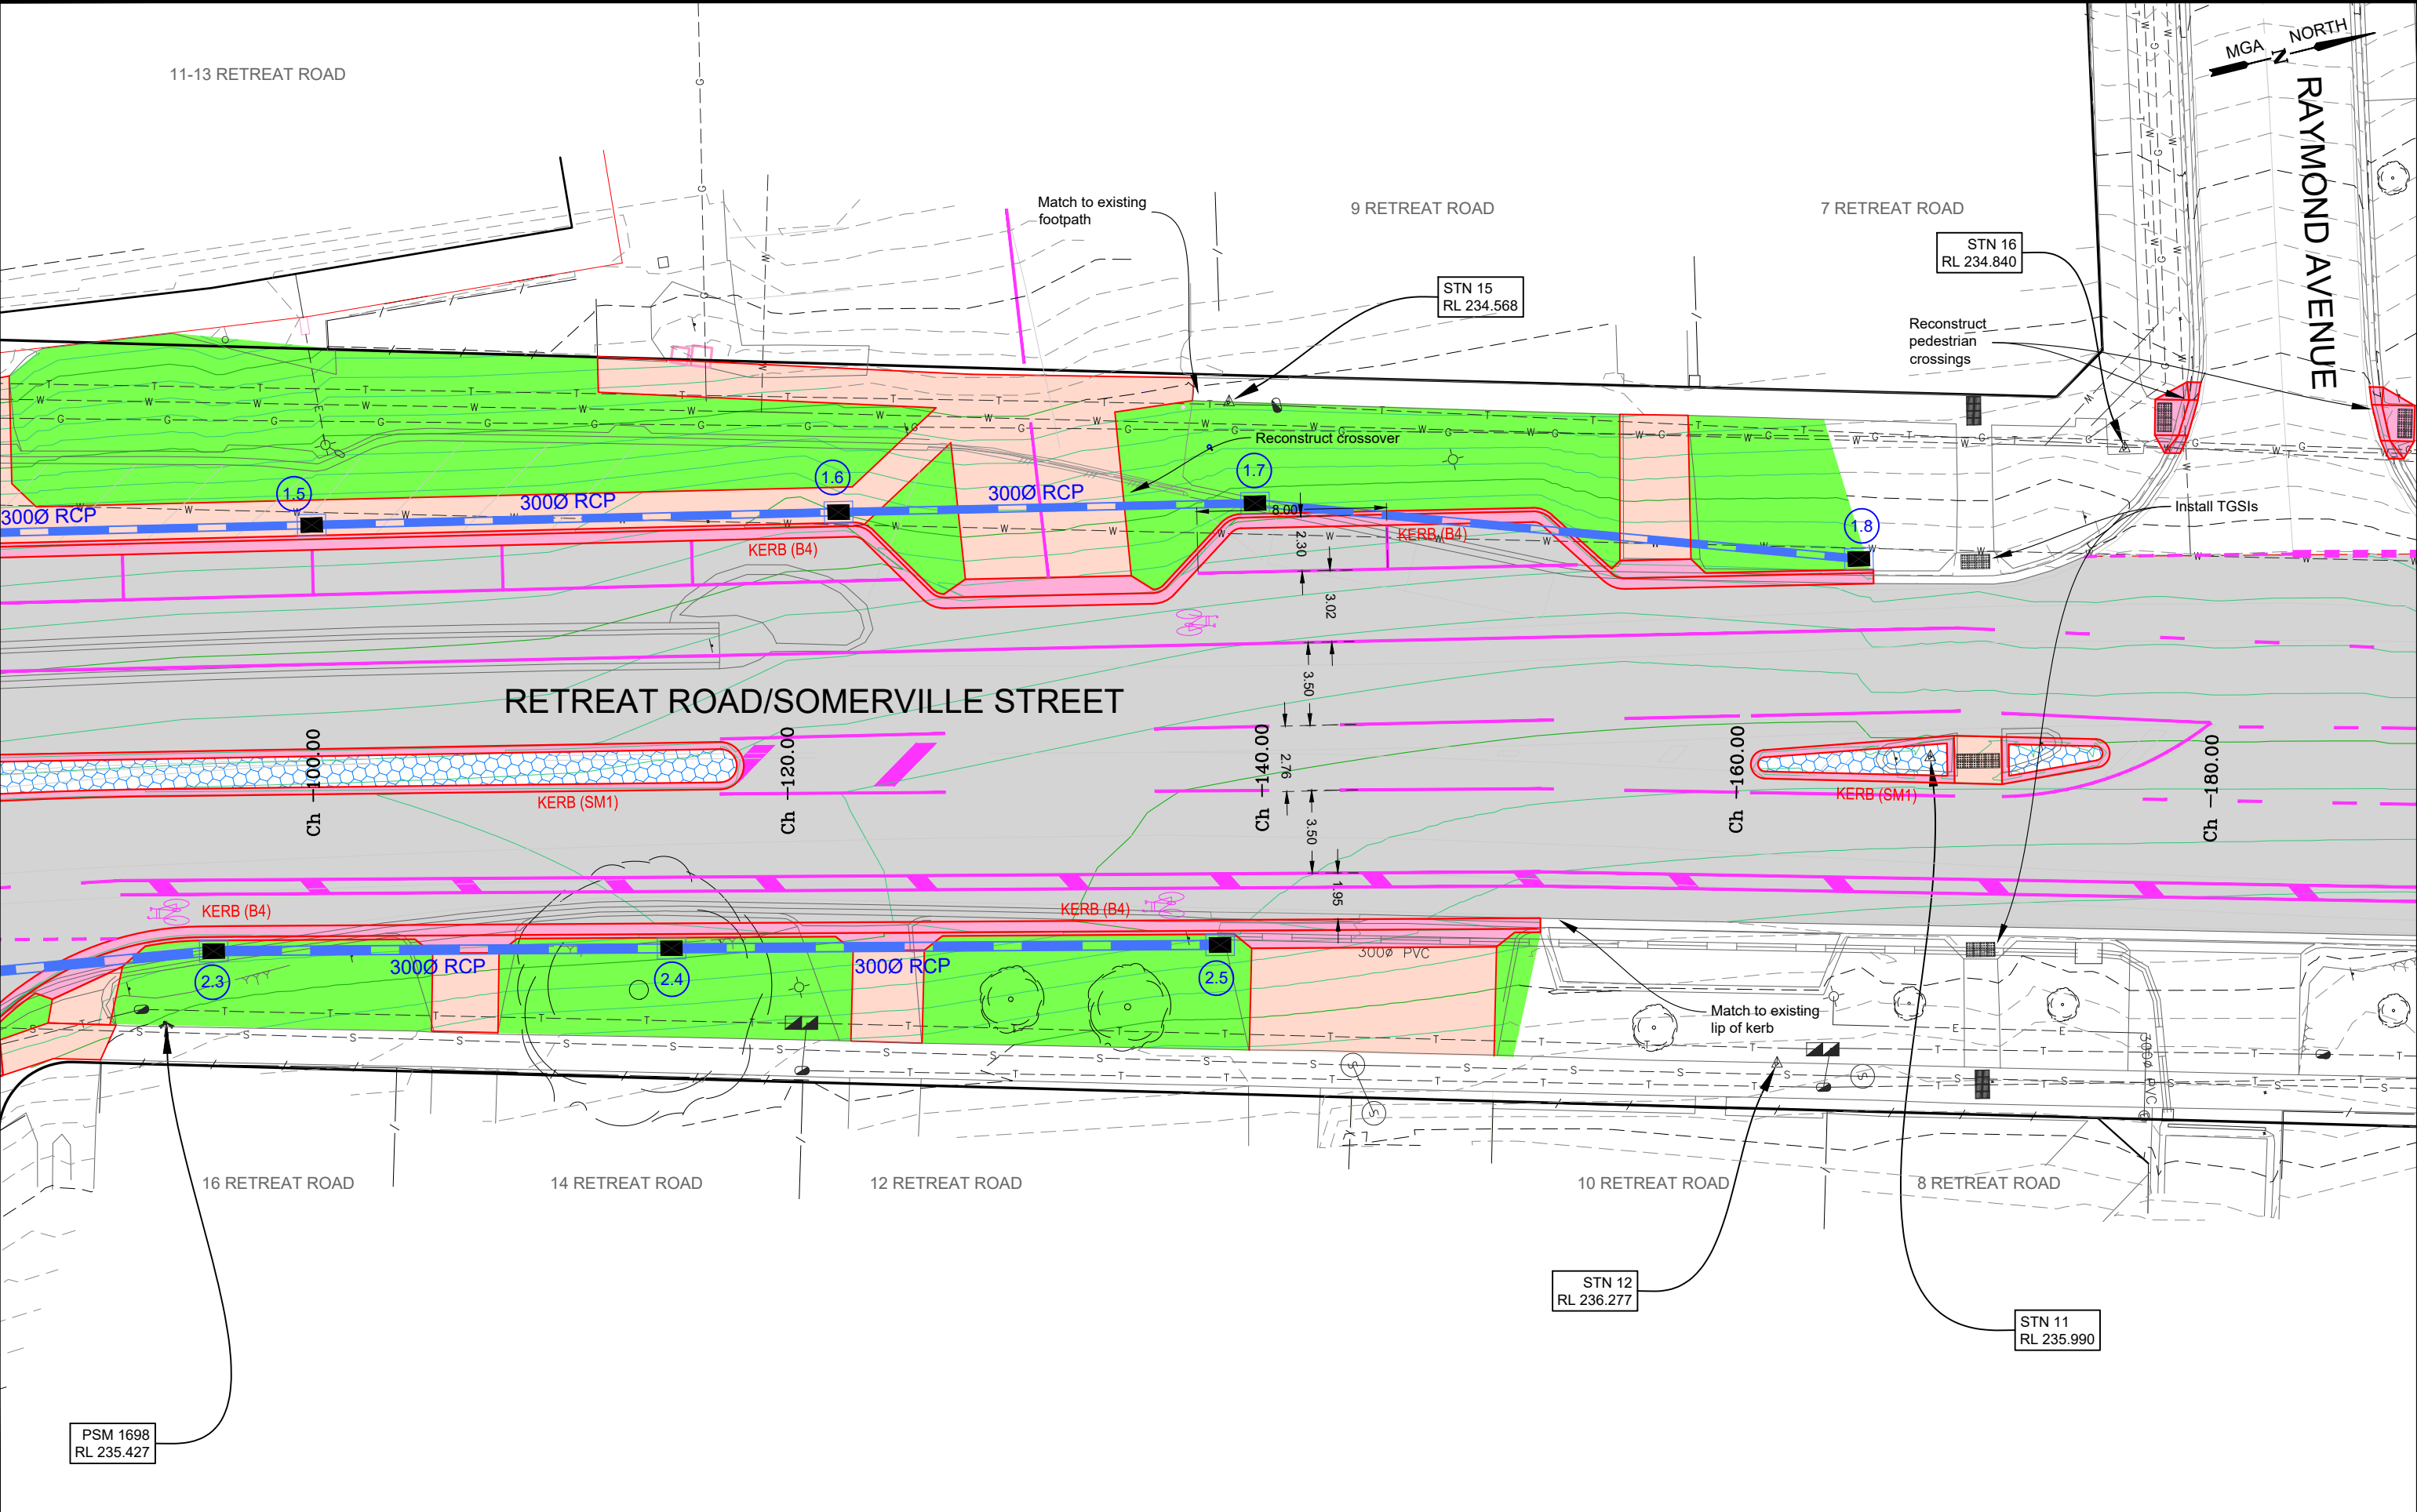 11-13 RETREAT ROAD
MGA
N
NORTH
RAYMOND AVENUE
Match to existing
footpath
9 RETREAT ROAD
7 RETREAT ROAD
STN 16
RL 234.840
STN 15
RL 234.568
Reconstruct
pedestrian
crossings
Reconstruct crossover
1.5
1.6
1.7
1.8
300Ø RCP
300Ø RCP
300Ø RCP
8.00
Install TGSIs
KERB (B4)
KERB (B4)
2.30
3.02
3.50
2.76
3.50
1.95
RETREAT ROAD/SOMERVILLE STREET
Ch 100.00
Ch 120.00
Ch 140.00
Ch 160.00
Ch 180.00
KERB (SM1)
KERB (SM1)
KERB (B4)
KERB (B4)
2.3
2.4
2.5
300Ø RCP
300Ø RCP
300ø PVC
300ø PVC
Match to existing
lip of kerb
16 RETREAT ROAD
14 RETREAT ROAD
12 RETREAT ROAD
10 RETREAT ROAD
8 RETREAT ROAD
STN 12
RL 236.277
STN 11
RL 235.990
PSM 1698
RL 235.427